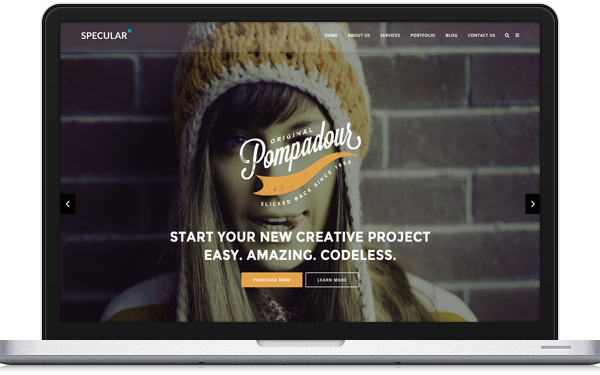 SPECULAR
HOME ABOUT US SERVICES PORTFOLIO BLOG CONTACT US
ORIGINAL
Pompadour
SLICKED BACK SINCE 1950
START YOUR NEW CREATIVE PROJECT
EASY. AMAZING. CODELESS.
PURCHASE NOW LEARN MORE